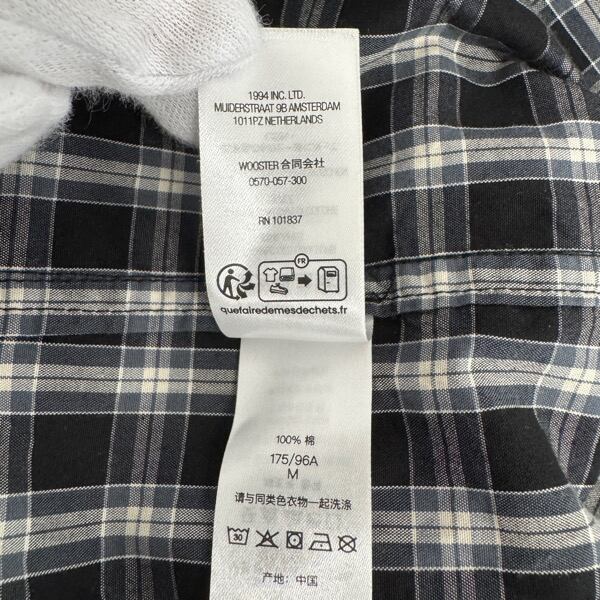 1994 INC. LTD.
MUIDERSTRAAT 9B AMSTERDAM
1011PZ NETHERLANDS
WOOSTER 合同会社
0570-057-300
RN 101837
FR
quefairedemesdechets.fr
100% 棉
175/96A
M
请与同类色衣物一起洗涤
30
产地: 中国